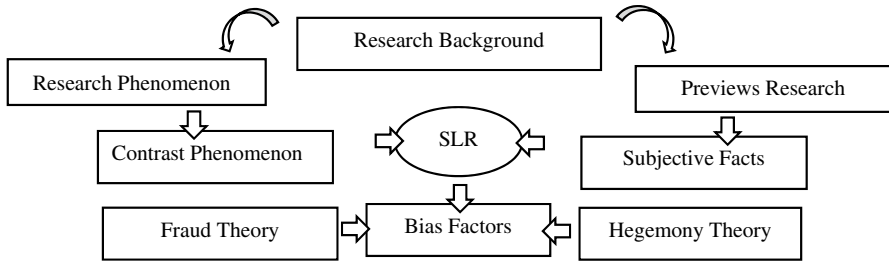 Research Background
Research Phenomenon
Previews Research
Contrast Phenomenon
SLR
Subjective Facts
Fraud Theory
Bias Factors
Hegemony Theory